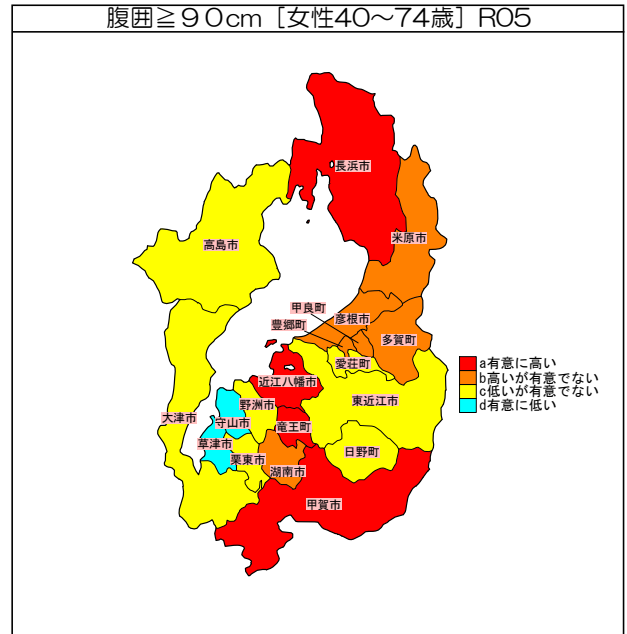 腹囲≧９０cm［女性40～74歳］R05
長浜市
米原市
高島市
甲良町
彦根市
豊郷町
多賀町
愛荘町
a有意に高い
b高いが有意でない
c低いが有意でない
d有意に低い
近江八幡市
東近江市
野洲市
大津市
守山市
竜王町
草津市
日野町
栗東市
湖南市
甲賀市